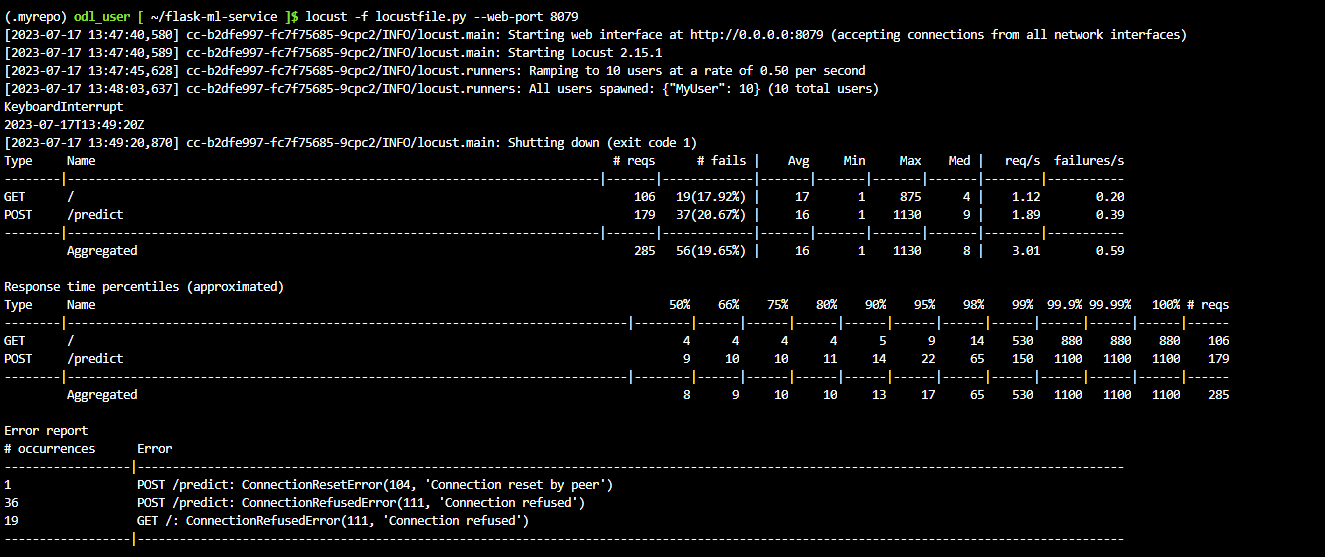 (.myrepo) odl_user [ ~/flask-ml-service ]$ locust -f locustfile.py --web-port 8079
[2023-07-17 13:47:40,580] cc-b2dfe997-fc7f75685-9cpc2/INFO/locust.main: Starting web interface at http://0.0.0.0:8079 (accepting connections from all network interfaces)
[2023-07-17 13:47:40,589] cc-b2dfe997-fc7f75685-9cpc2/INFO/locust.main: Starting Locust 2.15.1
[2023-07-17 13:47:45,628] cc-b2dfe997-fc7f75685-9cpc2/INFO/locust.runners: Ramping to 10 users at a rate of 0.50 per second
[2023-07-17 13:48:03,637] cc-b2dfe997-fc7f75685-9cpc2/INFO/locust.runners: All users spawned: {"MyUser": 10} (10 total users)
KeyboardInterrupt
2023-07-17T13:49:20Z
[2023-07-17 13:49:20,870] cc-b2dfe997-fc7f75685-9cpc2/INFO/locust.main: Shutting down (exit code 1)
Type Name # reqs # fails | Avg Min Max Med | req/s failures/s
--------|----------------------------------------------------------------------------|-------|-------------|-------|-------|-------|-------|--------|-----------
GET / 106 19(17.92%) | 17 1 875 4 | 1.12 0.20
POST /predict 179 37(20.67%) | 16 1 1130 9 | 1.89 0.39
--------|----------------------------------------------------------------------------|-------|-------------|-------|-------|-------|-------|--------|-----------
Aggregated 285 56(19.65%) | 16 1 1130 8 | 3.01 0.59
Response time percentiles (approximated)
Type Name 50% 66% 75% 80% 90% 95% 98% 99% 99.9% 99.99% 100% # reqs
--------|--------------------------------------------------------------------------------|--------|------|------|------|------|------|------|------|------|------|------|------
GET / 4 4 4 4 5 9 14 530 880 880 880 106
POST /predict 9 10 10 11 14 22 65 150 1100 1100 1100 179
--------|--------------------------------------------------------------------------------|--------|------|------|------|------|------|------|------|------|------|------|------
Aggregated 8 9 10 10 13 17 65 530 1100 1100 1100 285
Error report
# occurrences Error
------------------|---------------------------------------------------------------------------------------------------------------------------------------------
1 POST /predict: ConnectionResetError(104, 'Connection reset by peer')
36 POST /predict: ConnectionRefusedError(111, 'Connection refused')
19 GET /: ConnectionRefusedError(111, 'Connection refused')
------------------|---------------------------------------------------------------------------------------------------------------------------------------------